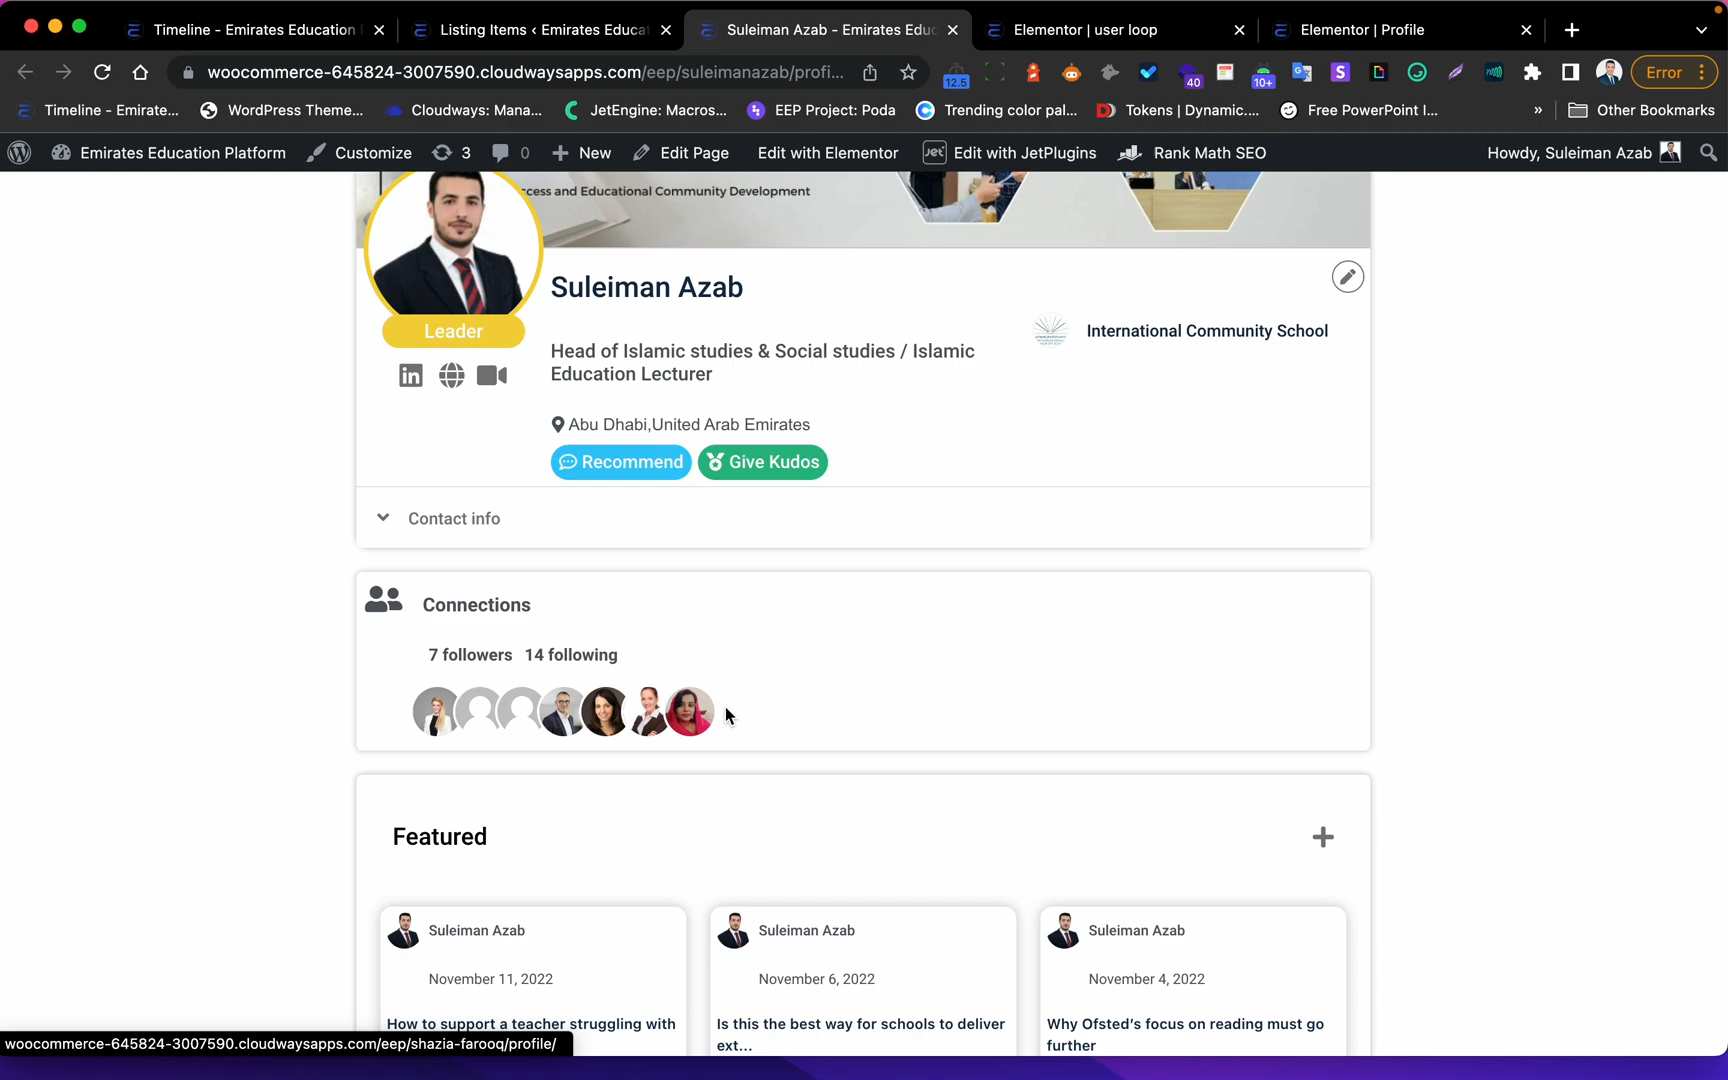 Timeline - Emirates Education
Listing Items ‹ Emirates Educat
Suleiman Azab - Emirates Educ
Elementor | user loop
Elementor | Profile
woocommerce-645824-3007590.cloudwaysapps.com/eep/suleimanazab/profi...
12.5
40
10+
Error
Timeline - Emirate...
WordPress Theme...
Cloudways: Mana...
JetEngine: Macros...
EEP Project: Poda
Trending color pal...
Tokens | Dynamic....
Free PowerPoint I...
»
Other Bookmarks
Emirates Education Platform
Customize
3
0
New
Edit Page
Edit with Elementor
Jet Edit with JetPlugins
Rank Math SEO
Howdy, Suleiman Azab
ccess and Educational Community Development
Suleiman Azab
Leader
International Community School
Head of Islamic studies & Social studies / Islamic
Education Lecturer
Abu Dhabi,United Arab Emirates
Recommend
Give Kudos
Contact info
Connections
7 followers 14 following
Featured
Suleiman Azab
November 11, 2022
How to support a teacher struggling with
Suleiman Azab
November 6, 2022
Is this the best way for schools to deliver
ext...
Suleiman Azab
November 4, 2022
Why Ofsted's focus on reading must go
further
woocommerce-645824-3007590.cloudwaysapps.com/eep/shazia-farooq/profile/